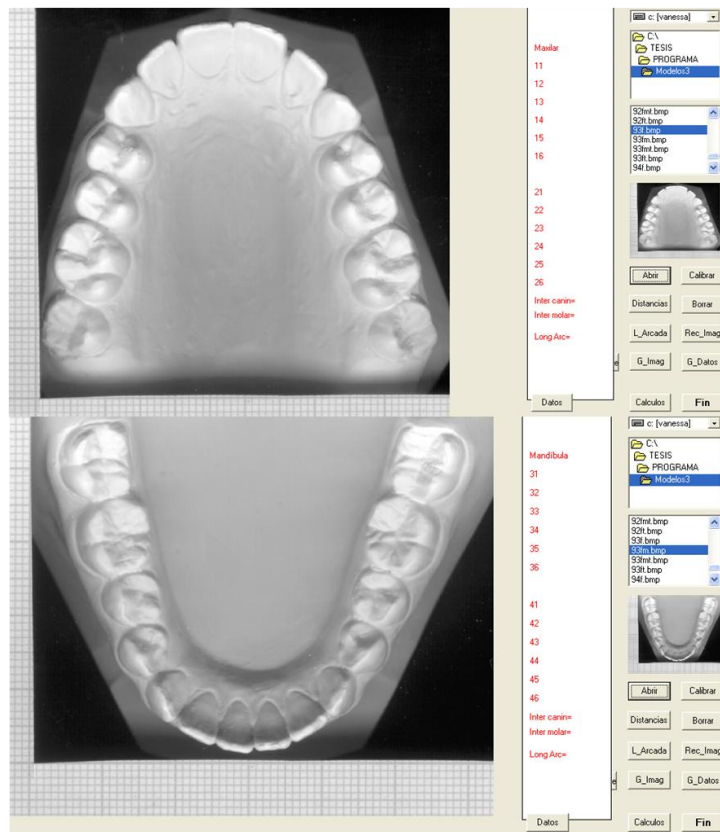 c: [vanessa]
C:\
TESIS
PROGRAMA
Modelos3
Maxilar
11
12
13
14
15
16
21
22
23
24
25
26
Inter canin=
Inter molar=
Long Arc=
Datos
92fmt.bmp
92ft.bmp
93f.bmp
93fm.bmp
93fmt.bmp
93ft.bmp
94f.bmp
Abrir Calibrar
Distancias Borrar
L_Arcada Rec_Imag
G_Imag G_Datos
Calculos Fin
c: [vanessa]
C:\
TESIS
PROGRAMA
Modelos3
Mandíbula
31
32
33
34
35
36
41
42
43
44
45
46
Inter canin=
Inter molar=
Long Arc=
Datos
92fmt.bmp
92ft.bmp
93f.bmp
93fm.bmp
93fmt.bmp
93ft.bmp
94f.bmp
Abrir Calibrar
Distancias Borrar
L_Arcada Rec_Imag
G_Imag G_Datos
Calculos Fin